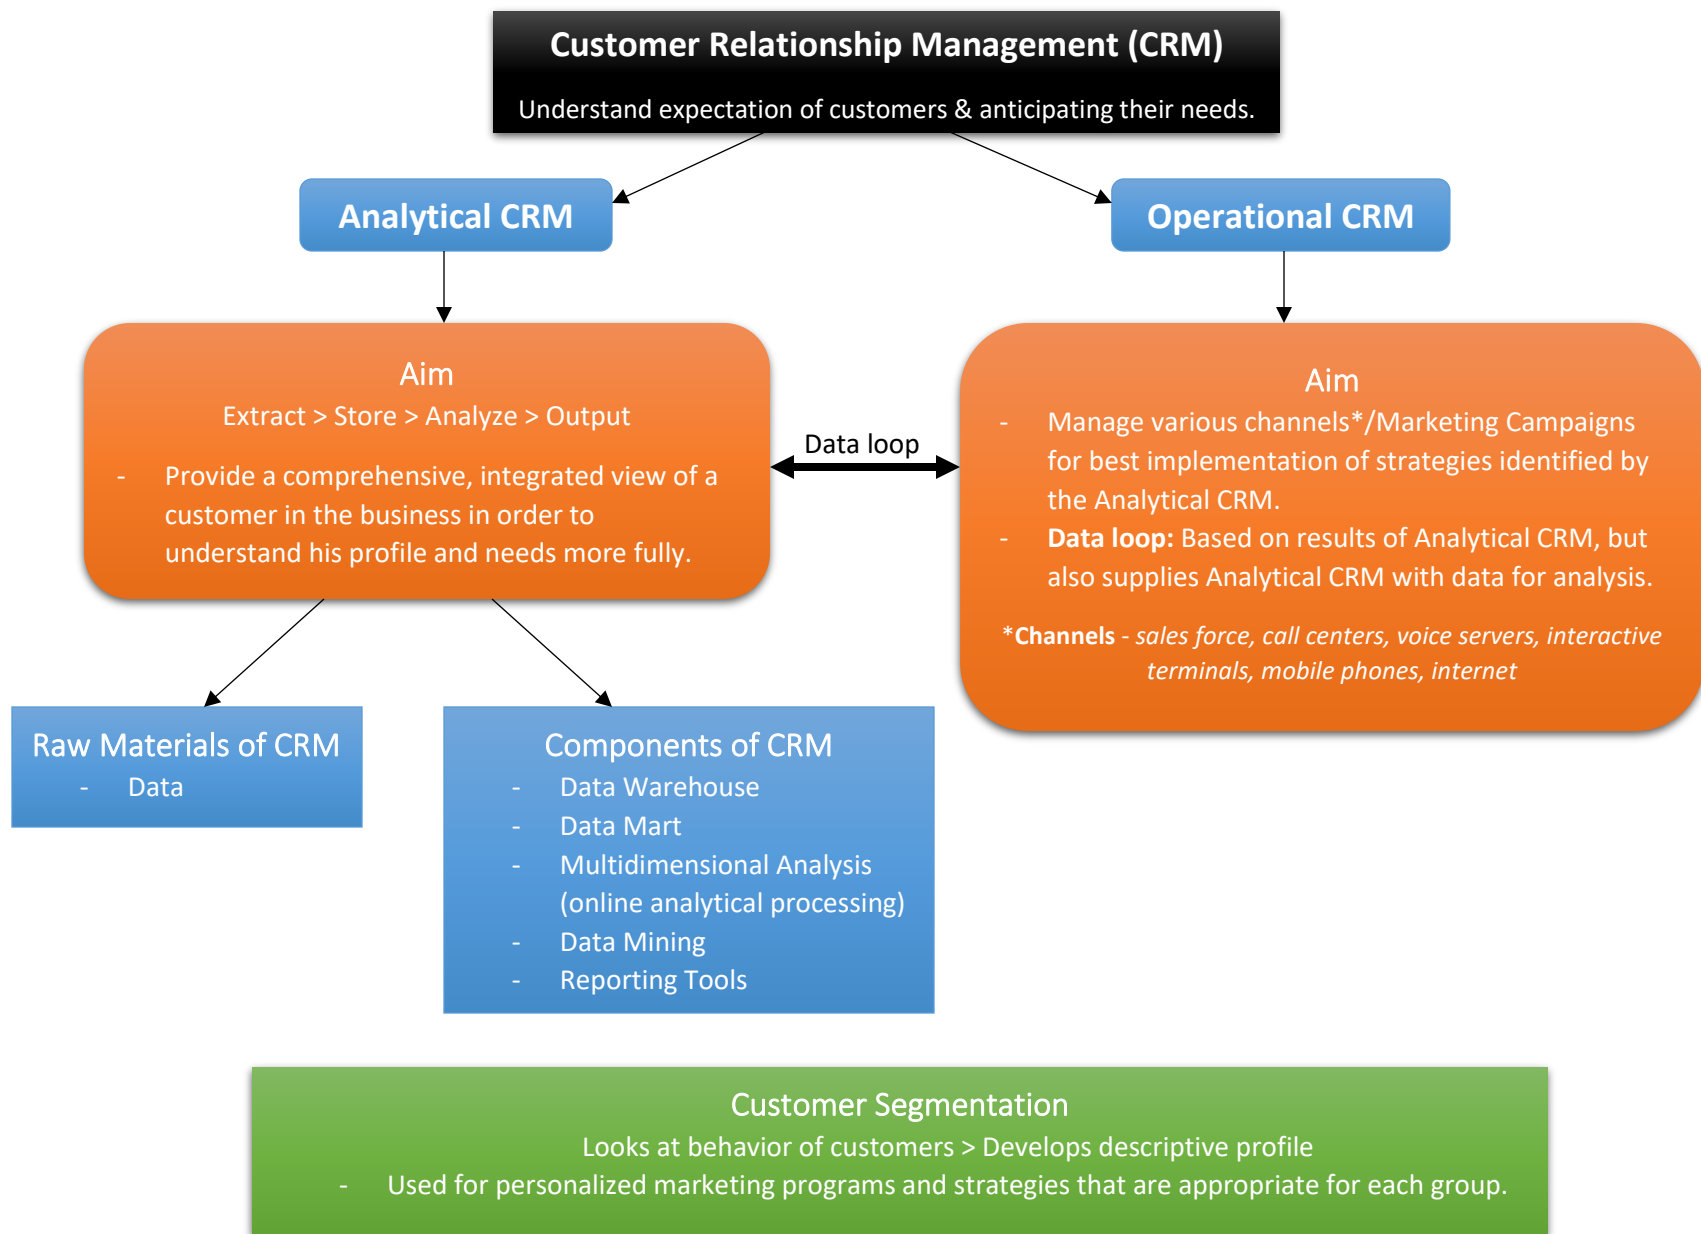 Customer Relationship Management (CRM)
Understand expectation of customers & anticipating their needs.
Analytical CRM
Operational CRM
Aim
Extract > Store > Analyze > Output
- Provide a comprehensive, integrated view of a
customer in the business in order to
understand his profile and needs more fully.
Data loop
Aim
- Manage various channels*/Marketing Campaigns
for best implementation of strategies identified by
the Analytical CRM.
- Data loop: Based on results of Analytical CRM, but
also supplies Analytical CRM with data for analysis.
*Channels - sales force, call centers, voice servers, interactive
terminals, mobile phones, internet
Raw Materials of CRM
- Data
Components of CRM
- Data Warehouse
- Data Mart
- Multidimensional Analysis
(online analytical processing)
- Data Mining
- Reporting Tools
Customer Segmentation
Looks at behavior of customers > Develops descriptive profile
- Used for personalized marketing programs and strategies that are appropriate for each group.